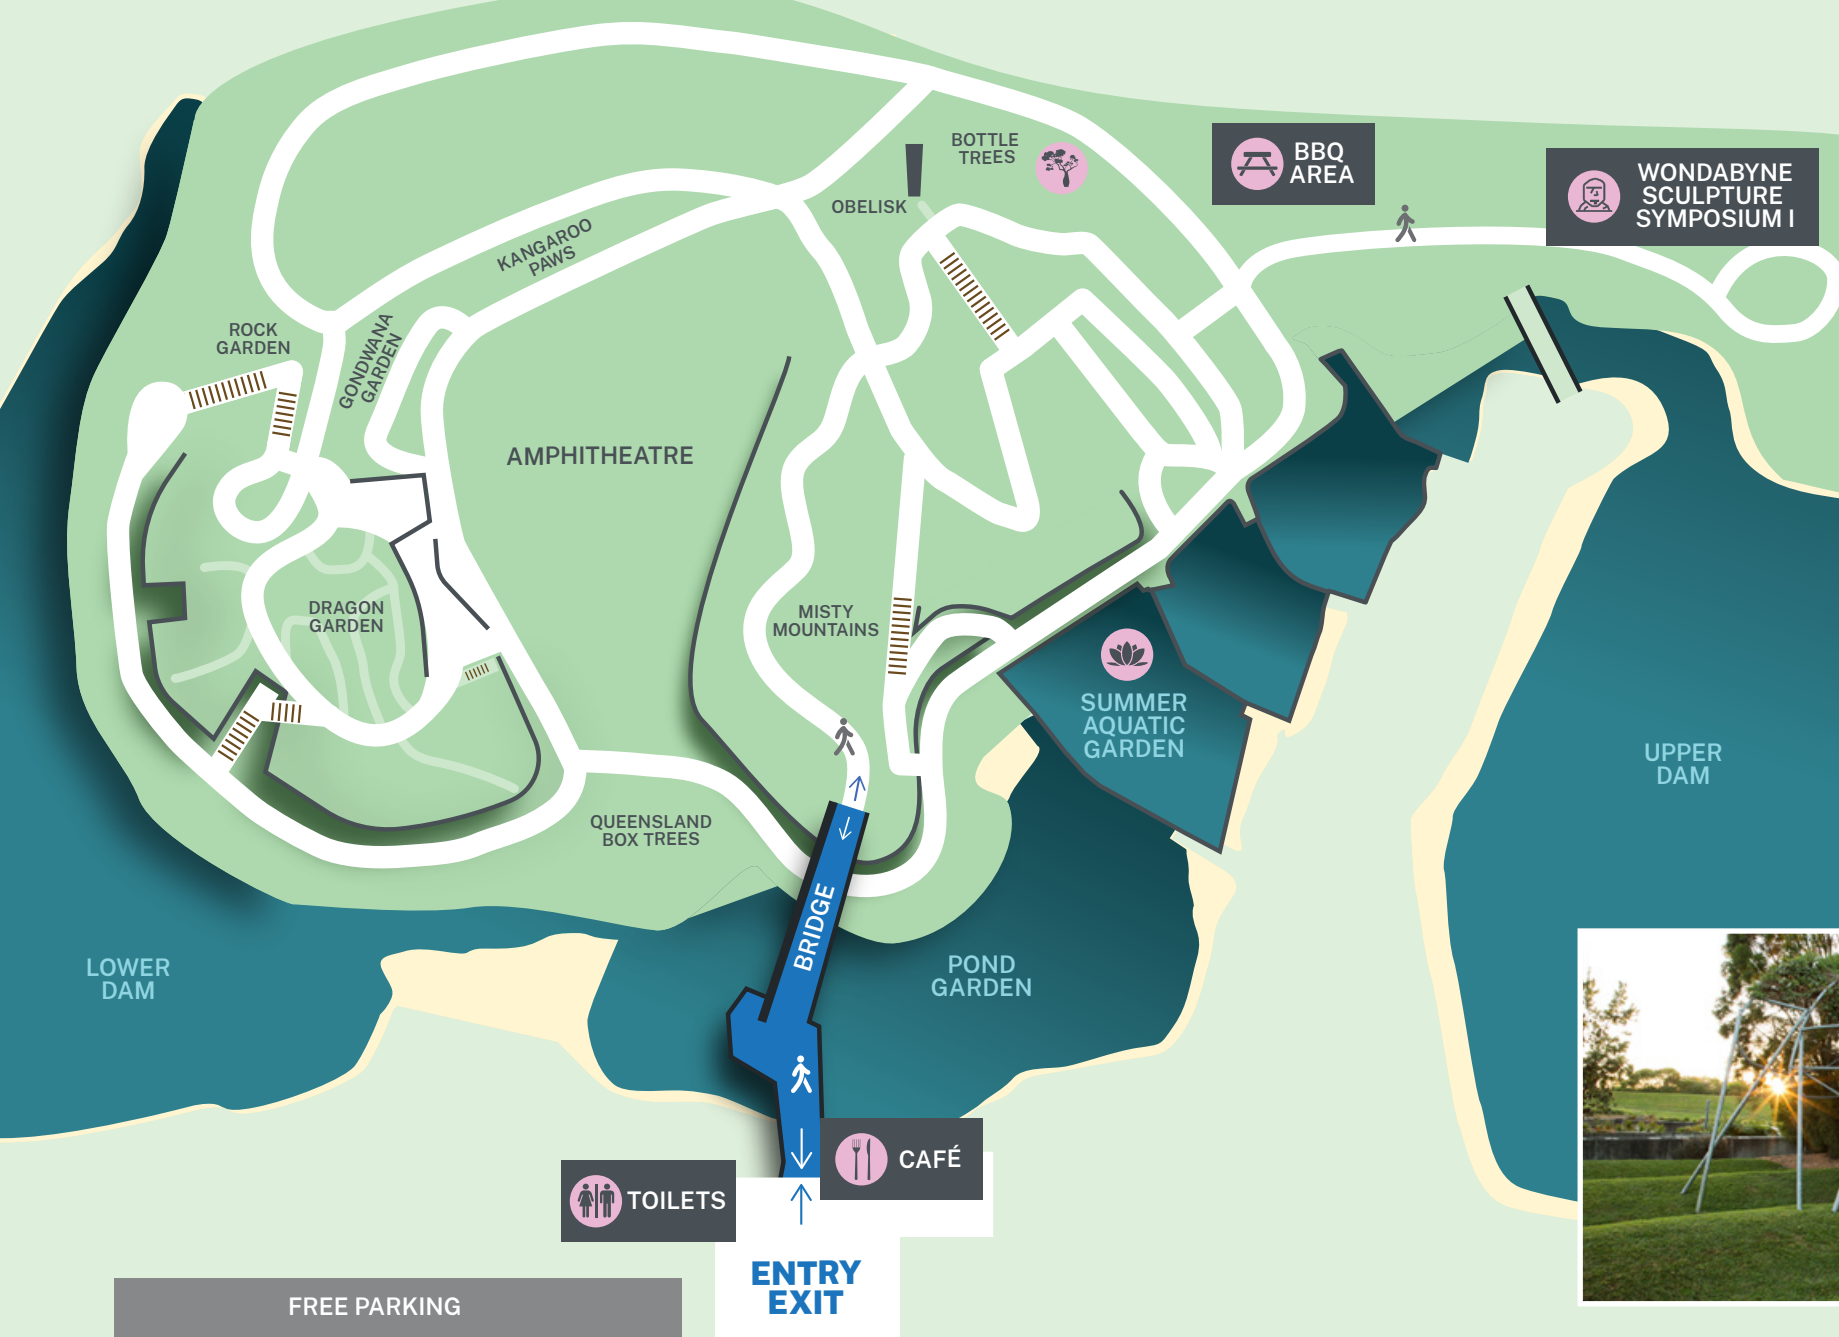 BOTTLE
TREES
BBQ
AREA
WONDABYNE
SCULPTURE
SYMPOSIUM I
OBELISK
KANGAROO
PAWS
ROCK
GARDEN
GONDWANA
GARDEN
AMPHITHEATRE
DRAGON
GARDEN
MISTY
MOUNTAINS
SUMMER
AQUATIC
GARDEN
UPPER
DAM
QUEENSLAND
BOX TREES
BRIDGE
LOWER
DAM
POND
GARDEN
CAFÉ
TOILETS
ENTRY
EXIT
FREE PARKING